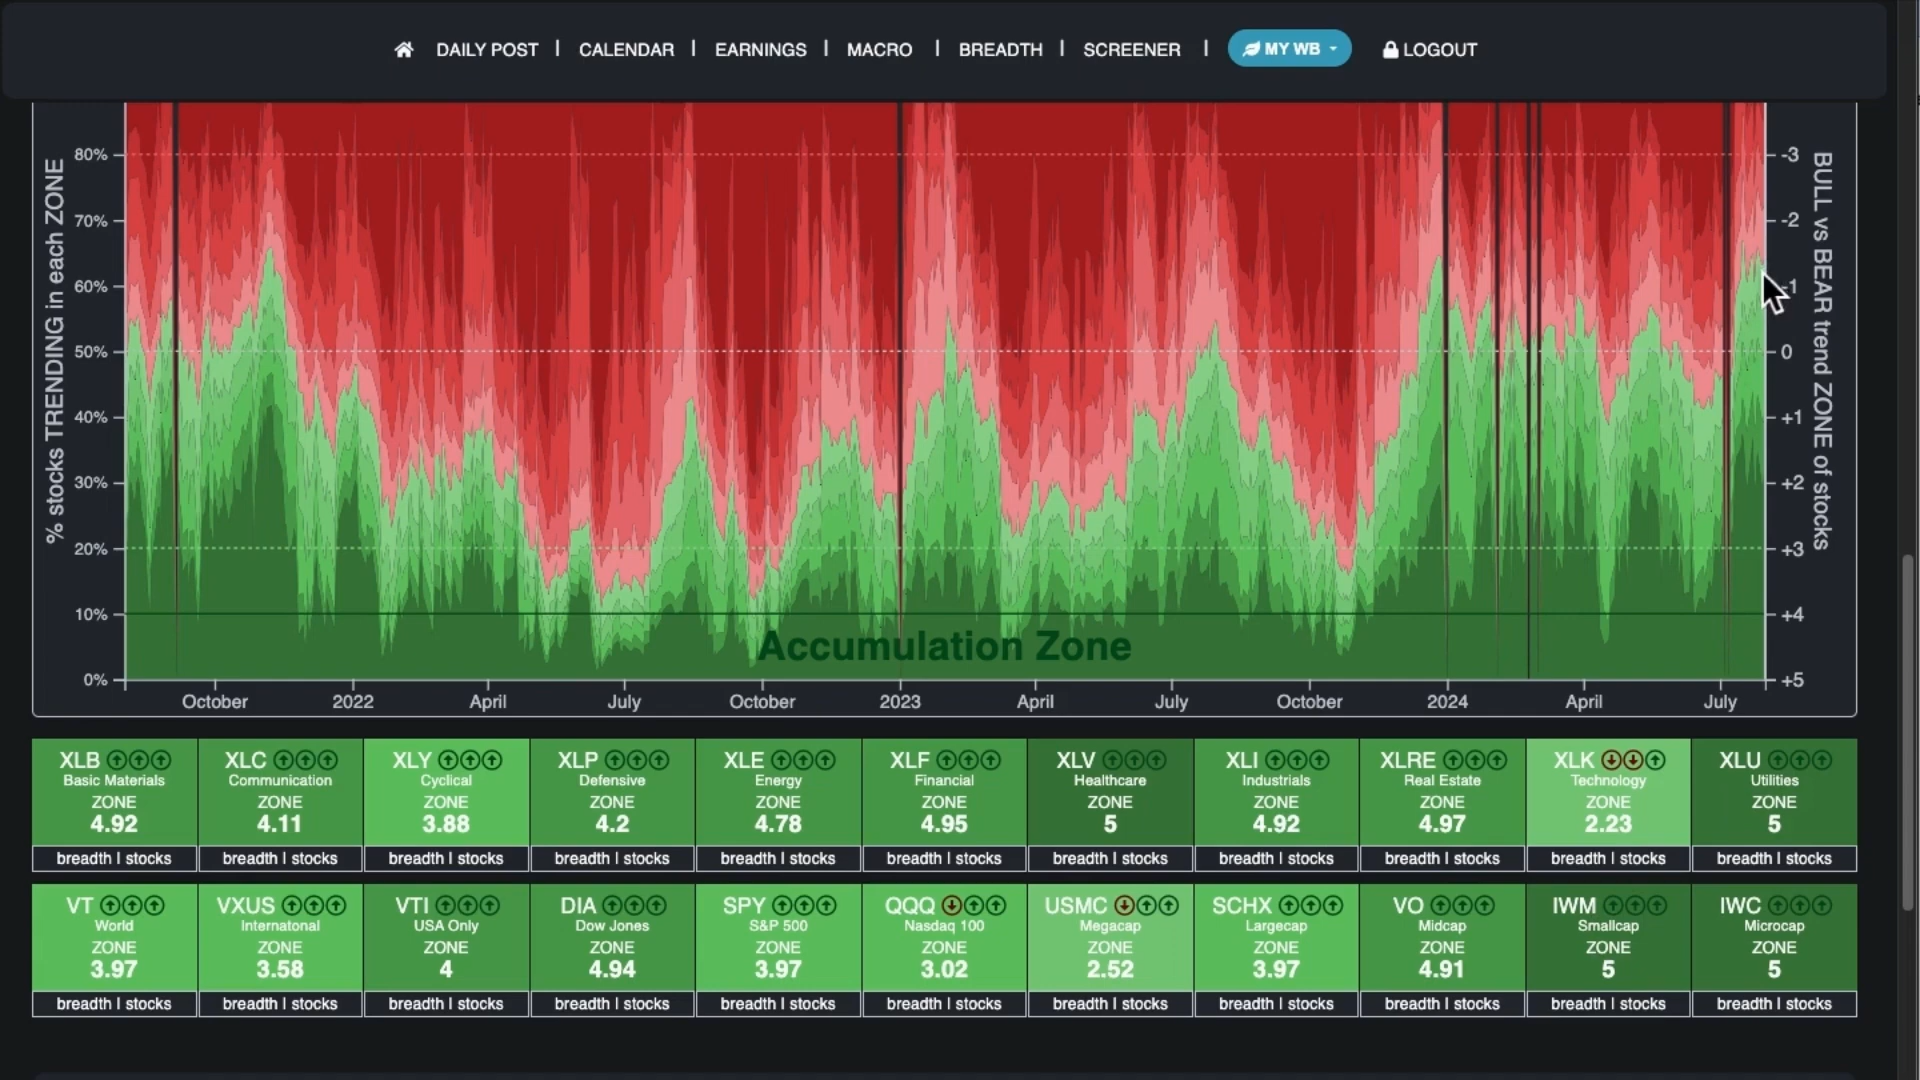 DAILY POST | CALENDAR | EARNINGS | MACRO | BREADTH | SCREENER | MY WB LOGOUT
% stocks TRENDING in each ZONE
80%
70%
60%
50%
40%
30%
20%
10%
0%
Accumulation Zone
-3
-2
-1
0
+1
+2
+3
+4
+5
BULL vs BEAR trend ZONE of stocks
October 2022 April July October 2023 April July October 2024 April July
XLB XLC XLY XLP XLE XLF XLV XLI XLRE XLK XLU
Basic Materials Communication Cyclical Defensive Energy Financial Healthcare Industrials Real Estate Technology Utilities
ZONE ZONE ZONE ZONE ZONE ZONE ZONE ZONE ZONE ZONE ZONE
4.92 4.11 3.88 4.2 4.78 4.95 5 4.92 4.97 2.23 5
breadth | stocks breadth | stocks breadth | stocks breadth | stocks breadth | stocks breadth | stocks breadth | stocks breadth | stocks breadth | stocks breadth | stocks breadth | stocks
VT VXUS VTI DIA SPY QQQ USMC SCHX VO IWM IWC
World Internatonal USA Only Dow Jones S&P 500 Nasdaq 100 Megacap Largecap Midcap Smallcap Microcap
ZONE ZONE ZONE ZONE ZONE ZONE ZONE ZONE ZONE ZONE ZONE
3.97 3.58 4 4.94 3.97 3.02 2.52 3.97 4.91 5 5
breadth | stocks breadth | stocks breadth | stocks breadth | stocks breadth | stocks breadth | stocks breadth | stocks breadth | stocks breadth | stocks breadth | stocks breadth | stocks